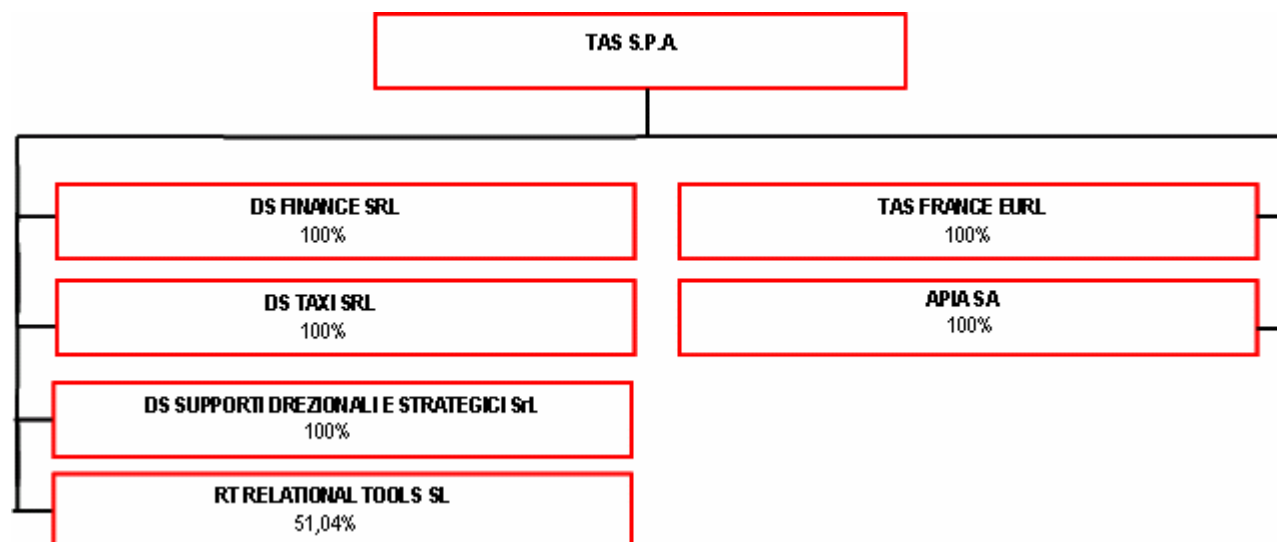 TAS S.P.A.
DS FINANCE SRL
100%
TAS FRANCE EURL
100%
DS TAXI SRL
100%
APIA SA
100%
DS SUPPORTI DREZIONALI E STRATEGICI SrL
100%
RT RELATIONAL TOOLS SL
51,04%